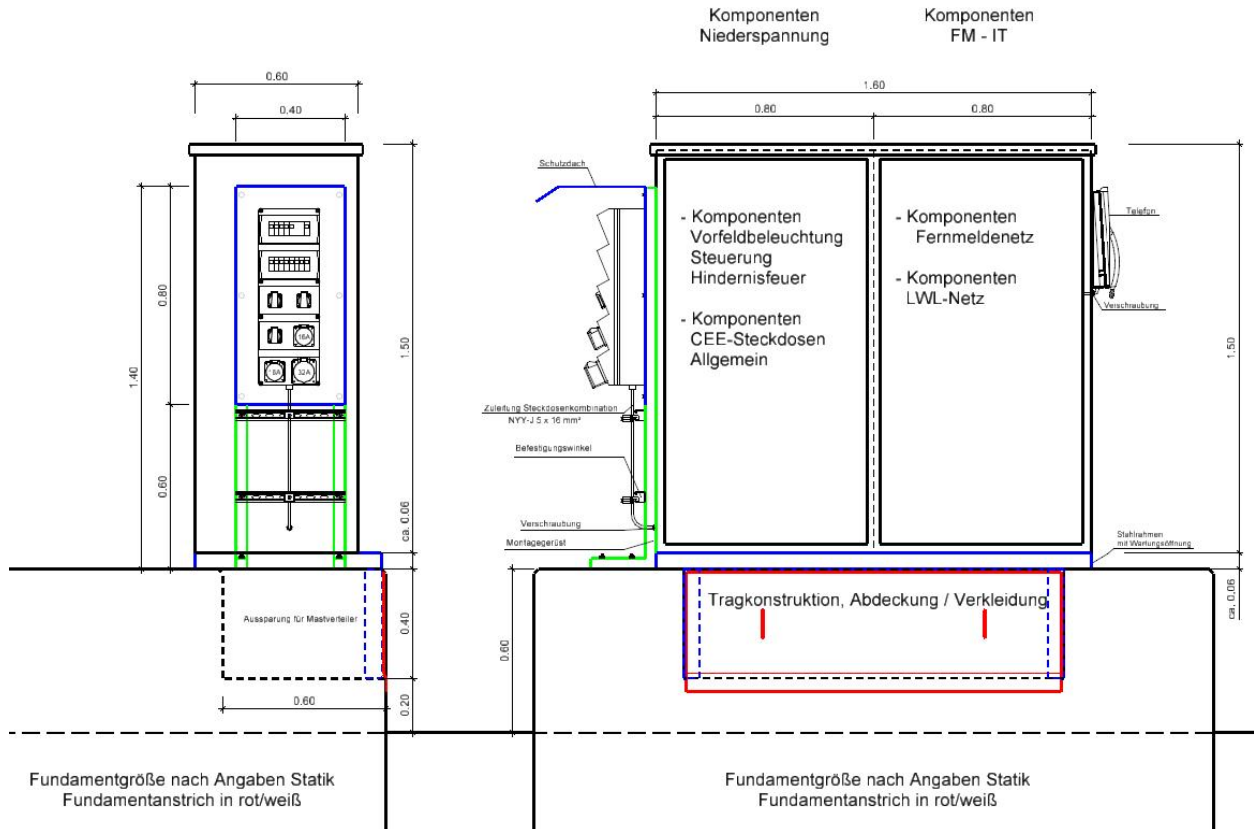 Komponenten
Niederspannung
Komponenten
FM - IT
0.60
0.40
1.60
0.80
0.80
Schutzdach
Telefon
- Komponenten
Vorfeldbeleuchtung
Steuerung
Hindernisfeuer
- Komponenten
CEE-Steckdosen
Allgemein
- Komponenten
Fernmeldenetz
- Komponenten
LWL-Netz
Verschraubung
0.80
1.40
0.60
1.50
1.50
16A
16A
32A
Zuleitung Steckdosenkombination
NYY-J 5 x 16 mm²
Befestigungswinkel
Verschraubung
Montagegerüst
Stahlrahmen
mit Wartungsöffnung
ca. 0.06
ca. 0.06
Aussparung für Mastverteiler
0.40
0.20
0.60
0.60
Tragkonstruktion, Abdeckung / Verkleidung
Fundamentgröße nach Angaben Statik
Fundamentanstrich in rot/weiß
Fundamentgröße nach Angaben Statik
Fundamentanstrich in rot/weiß